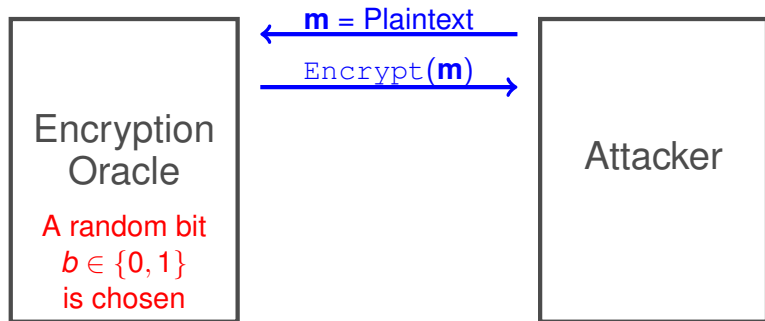 m = Plaintext
Encrypt(m)
Encryption
Oracle
Attacker
A random bit
b ∈ {0, 1}
is chosen